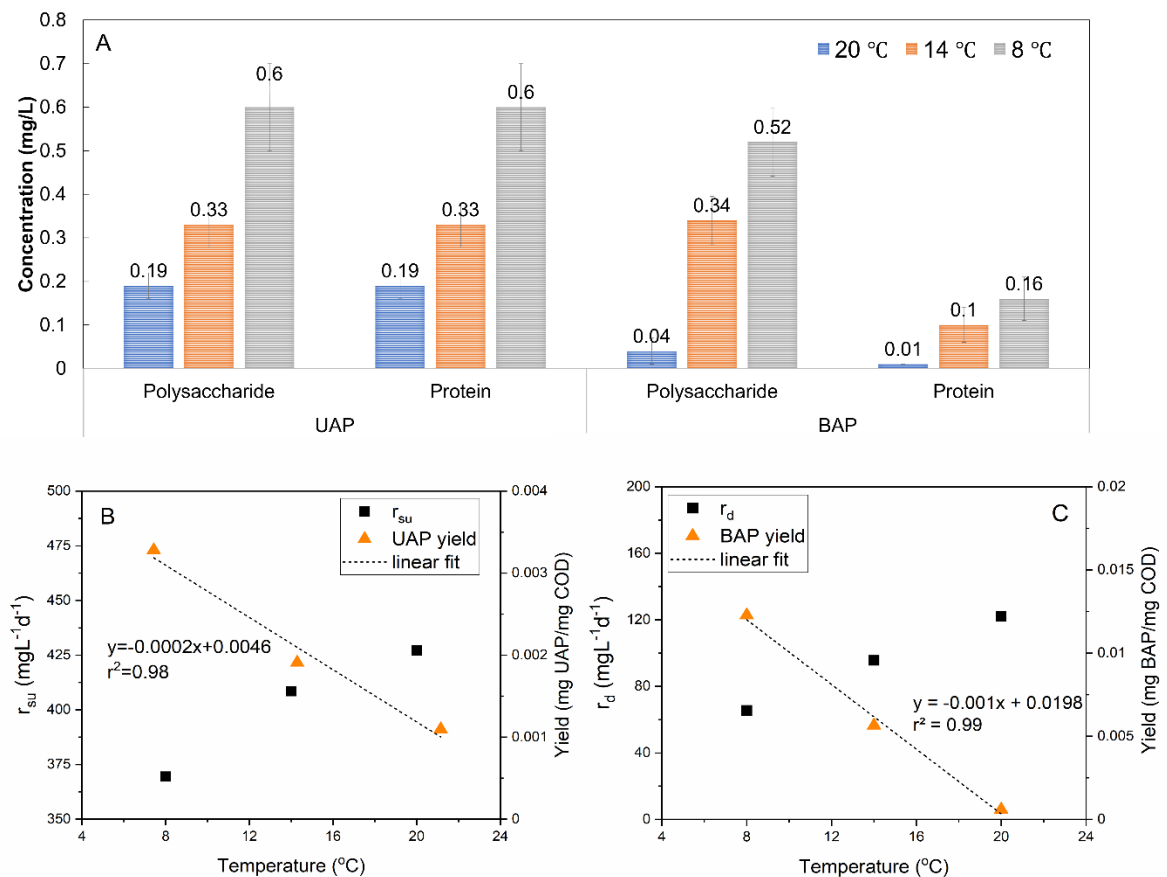 A
20 ℃ 14 ℃ 8 ℃
Concentration (mg/L)
0.8
0.7
0.6
0.5
0.4
0.3
0.2
0.1
0
0.19
0.33
0.6
0.19
0.33
0.6
0.04
0.34
0.52
0.01
0.1
0.16
Polysaccharide Protein Polysaccharide Protein
UAP BAP
B
r_su
UAP yield
linear fit
y=-0.0002x+0.0046
r²=0.98
r_su (mgL⁻¹d⁻¹)
500
475
450
425
400
375
350
0.004
0.003
0.002
0.001
0
Yield (mg UAP/mg COD)
4 8 12 16 20 24
Temperature (°C)
C
r_d
BAP yield
linear fit
y = -0.001x + 0.0198
r² = 0.99
r_d (mgL⁻¹d⁻¹)
200
160
120
80
40
0
0.02
0.015
0.01
0.005
0
Yield (mg BAP/mg COD)
4 8 12 16 20 24
Temperature (°C)